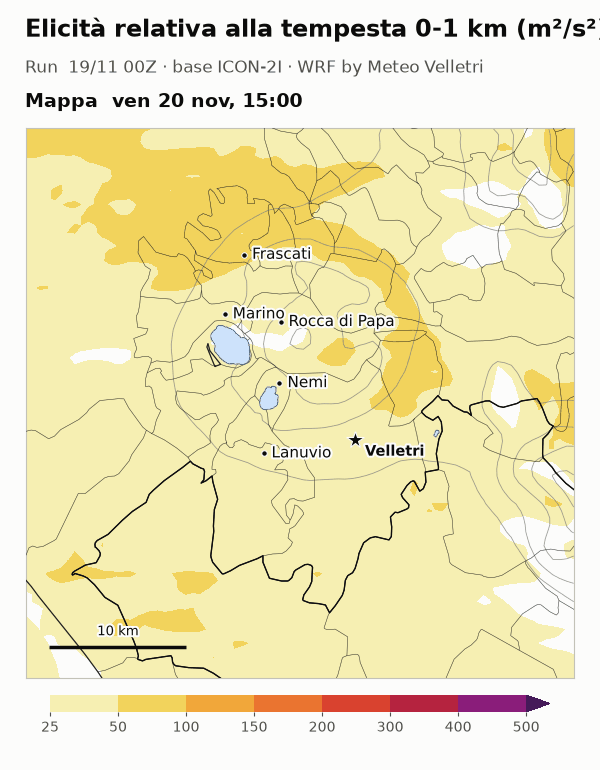 Elicità relativa alla tempesta 0-1 km (m²/s²)
Run  19/11 00Z · base ICON-2I · WRF by Meteo Velletri
Mappa  ven 20 nov, 15:00
Frascati
Marino
Rocca di Papa
Nemi
Velletri
Lanuvio
10 km
25 50 100 150 200 300 400 500